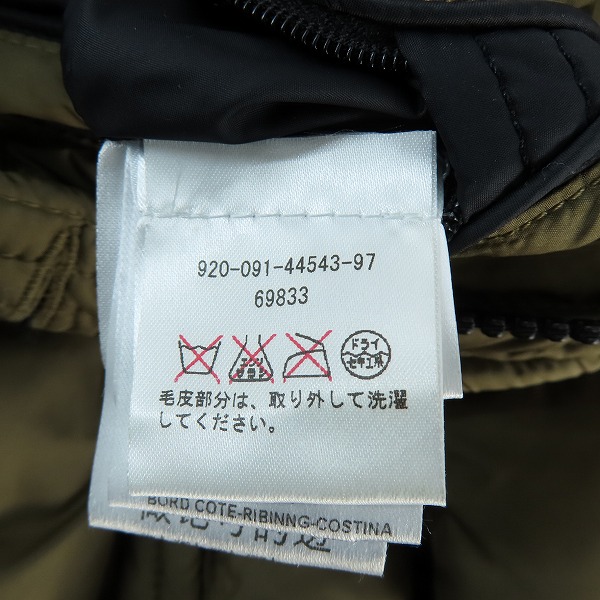 920-091-44543-97
69833
エンソ
サラシ
ドライ
セキユ系
毛皮部分は、取り外して洗濯
してください。
BORD COTE-RIBINNG-COSTINA